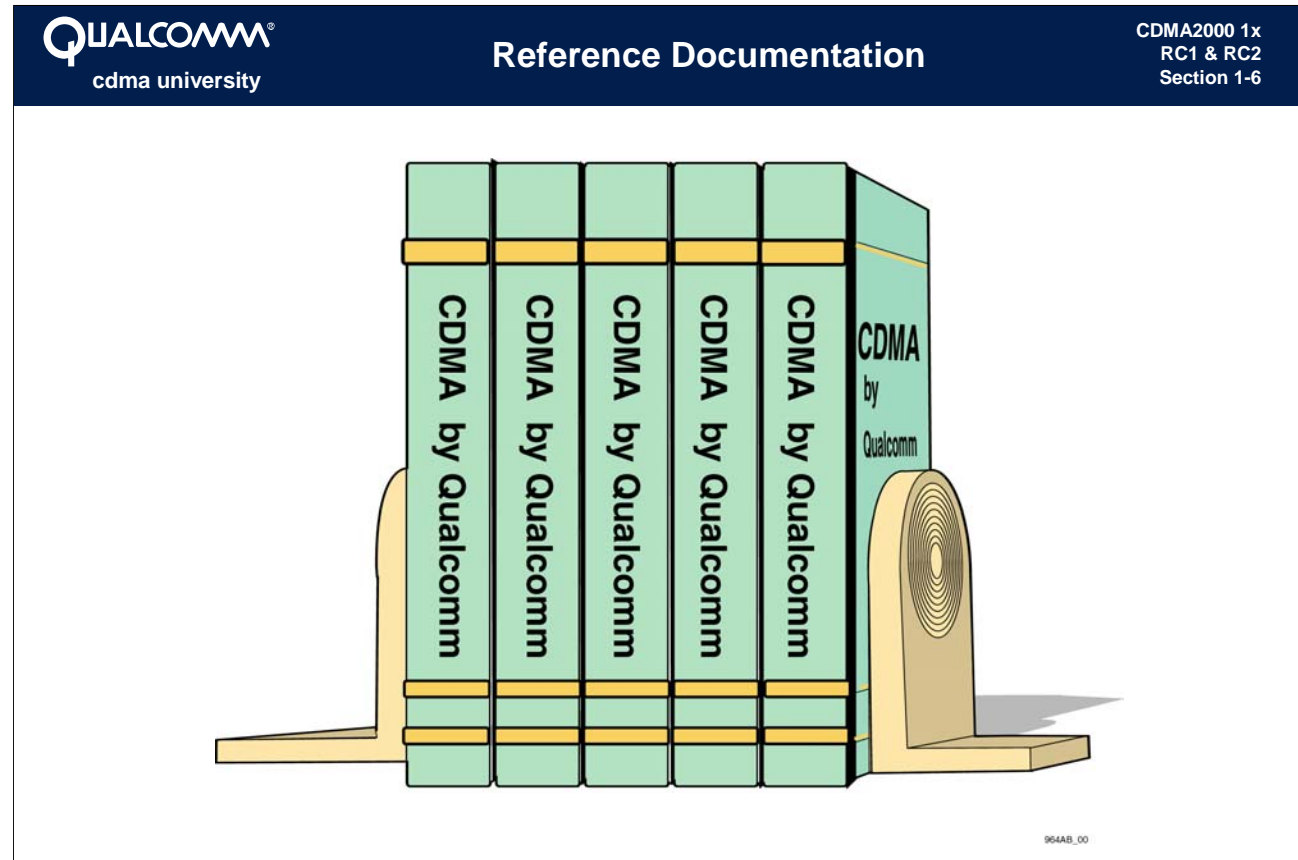 QUALCOMM®
cdma university
Reference Documentation
CDMA2000 1x
RC1 & RC2
Section 1-6
CDMA by Qualcomm
CDMA by Qualcomm
CDMA by Qualcomm
CDMA by Qualcomm
CDMA by Qualcomm
CDMA
by
Qualcomm
964AB_00